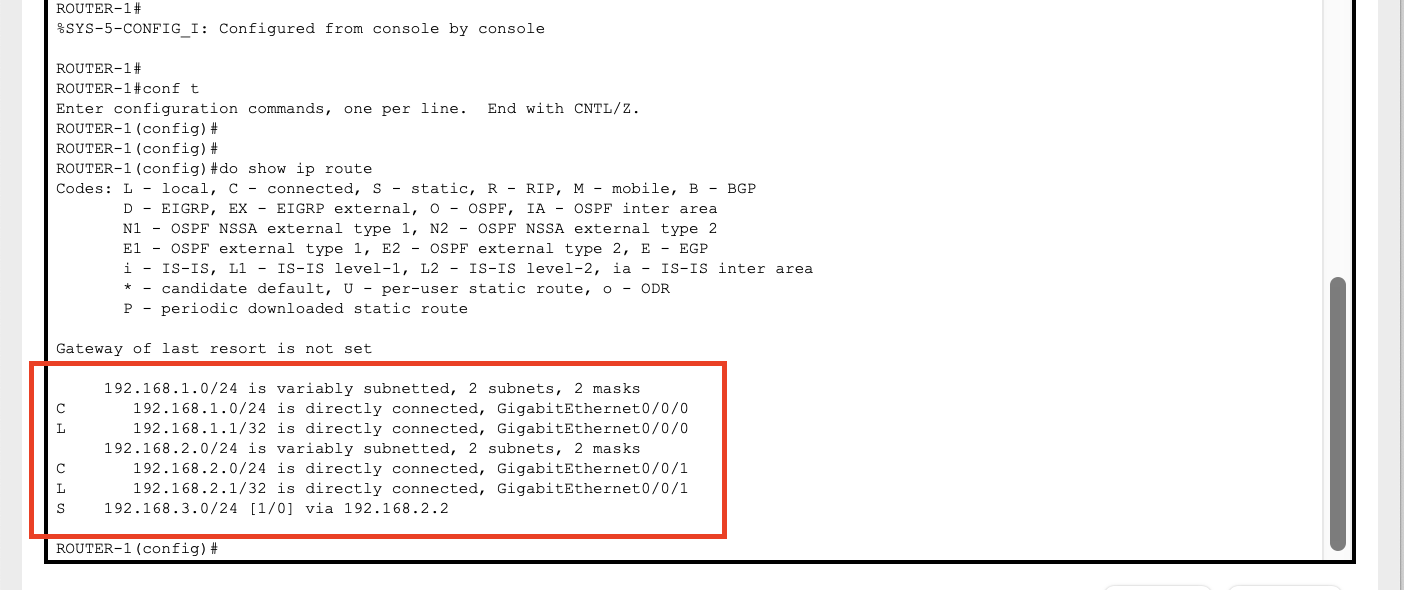 ROUTER-1#
%SYS-5-CONFIG_I: Configured from console by console
ROUTER-1#
ROUTER-1#conf t
Enter configuration commands, one per line.  End with CNTL/Z.
ROUTER-1(config)#
ROUTER-1(config)#
ROUTER-1(config)#do show ip route
Codes: L - local, C - connected, S - static, R - RIP, M - mobile, B - BGP
       D - EIGRP, EX - EIGRP external, O - OSPF, IA - OSPF inter area
       N1 - OSPF NSSA external type 1, N2 - OSPF NSSA external type 2
       E1 - OSPF external type 1, E2 - OSPF external type 2, E - EGP
       i - IS-IS, L1 - IS-IS level-1, L2 - IS-IS level-2, ia - IS-IS inter area
       * - candidate default, U - per-user static route, o - ODR
       P - periodic downloaded static route
Gateway of last resort is not set
     192.168.1.0/24 is variably subnetted, 2 subnets, 2 masks
C       192.168.1.0/24 is directly connected, GigabitEthernet0/0/0
L       192.168.1.1/32 is directly connected, GigabitEthernet0/0/0
     192.168.2.0/24 is variably subnetted, 2 subnets, 2 masks
C       192.168.2.0/24 is directly connected, GigabitEthernet0/0/1
L       192.168.2.1/32 is directly connected, GigabitEthernet0/0/1
S    192.168.3.0/24 [1/0] via 192.168.2.2
ROUTER-1(config)#